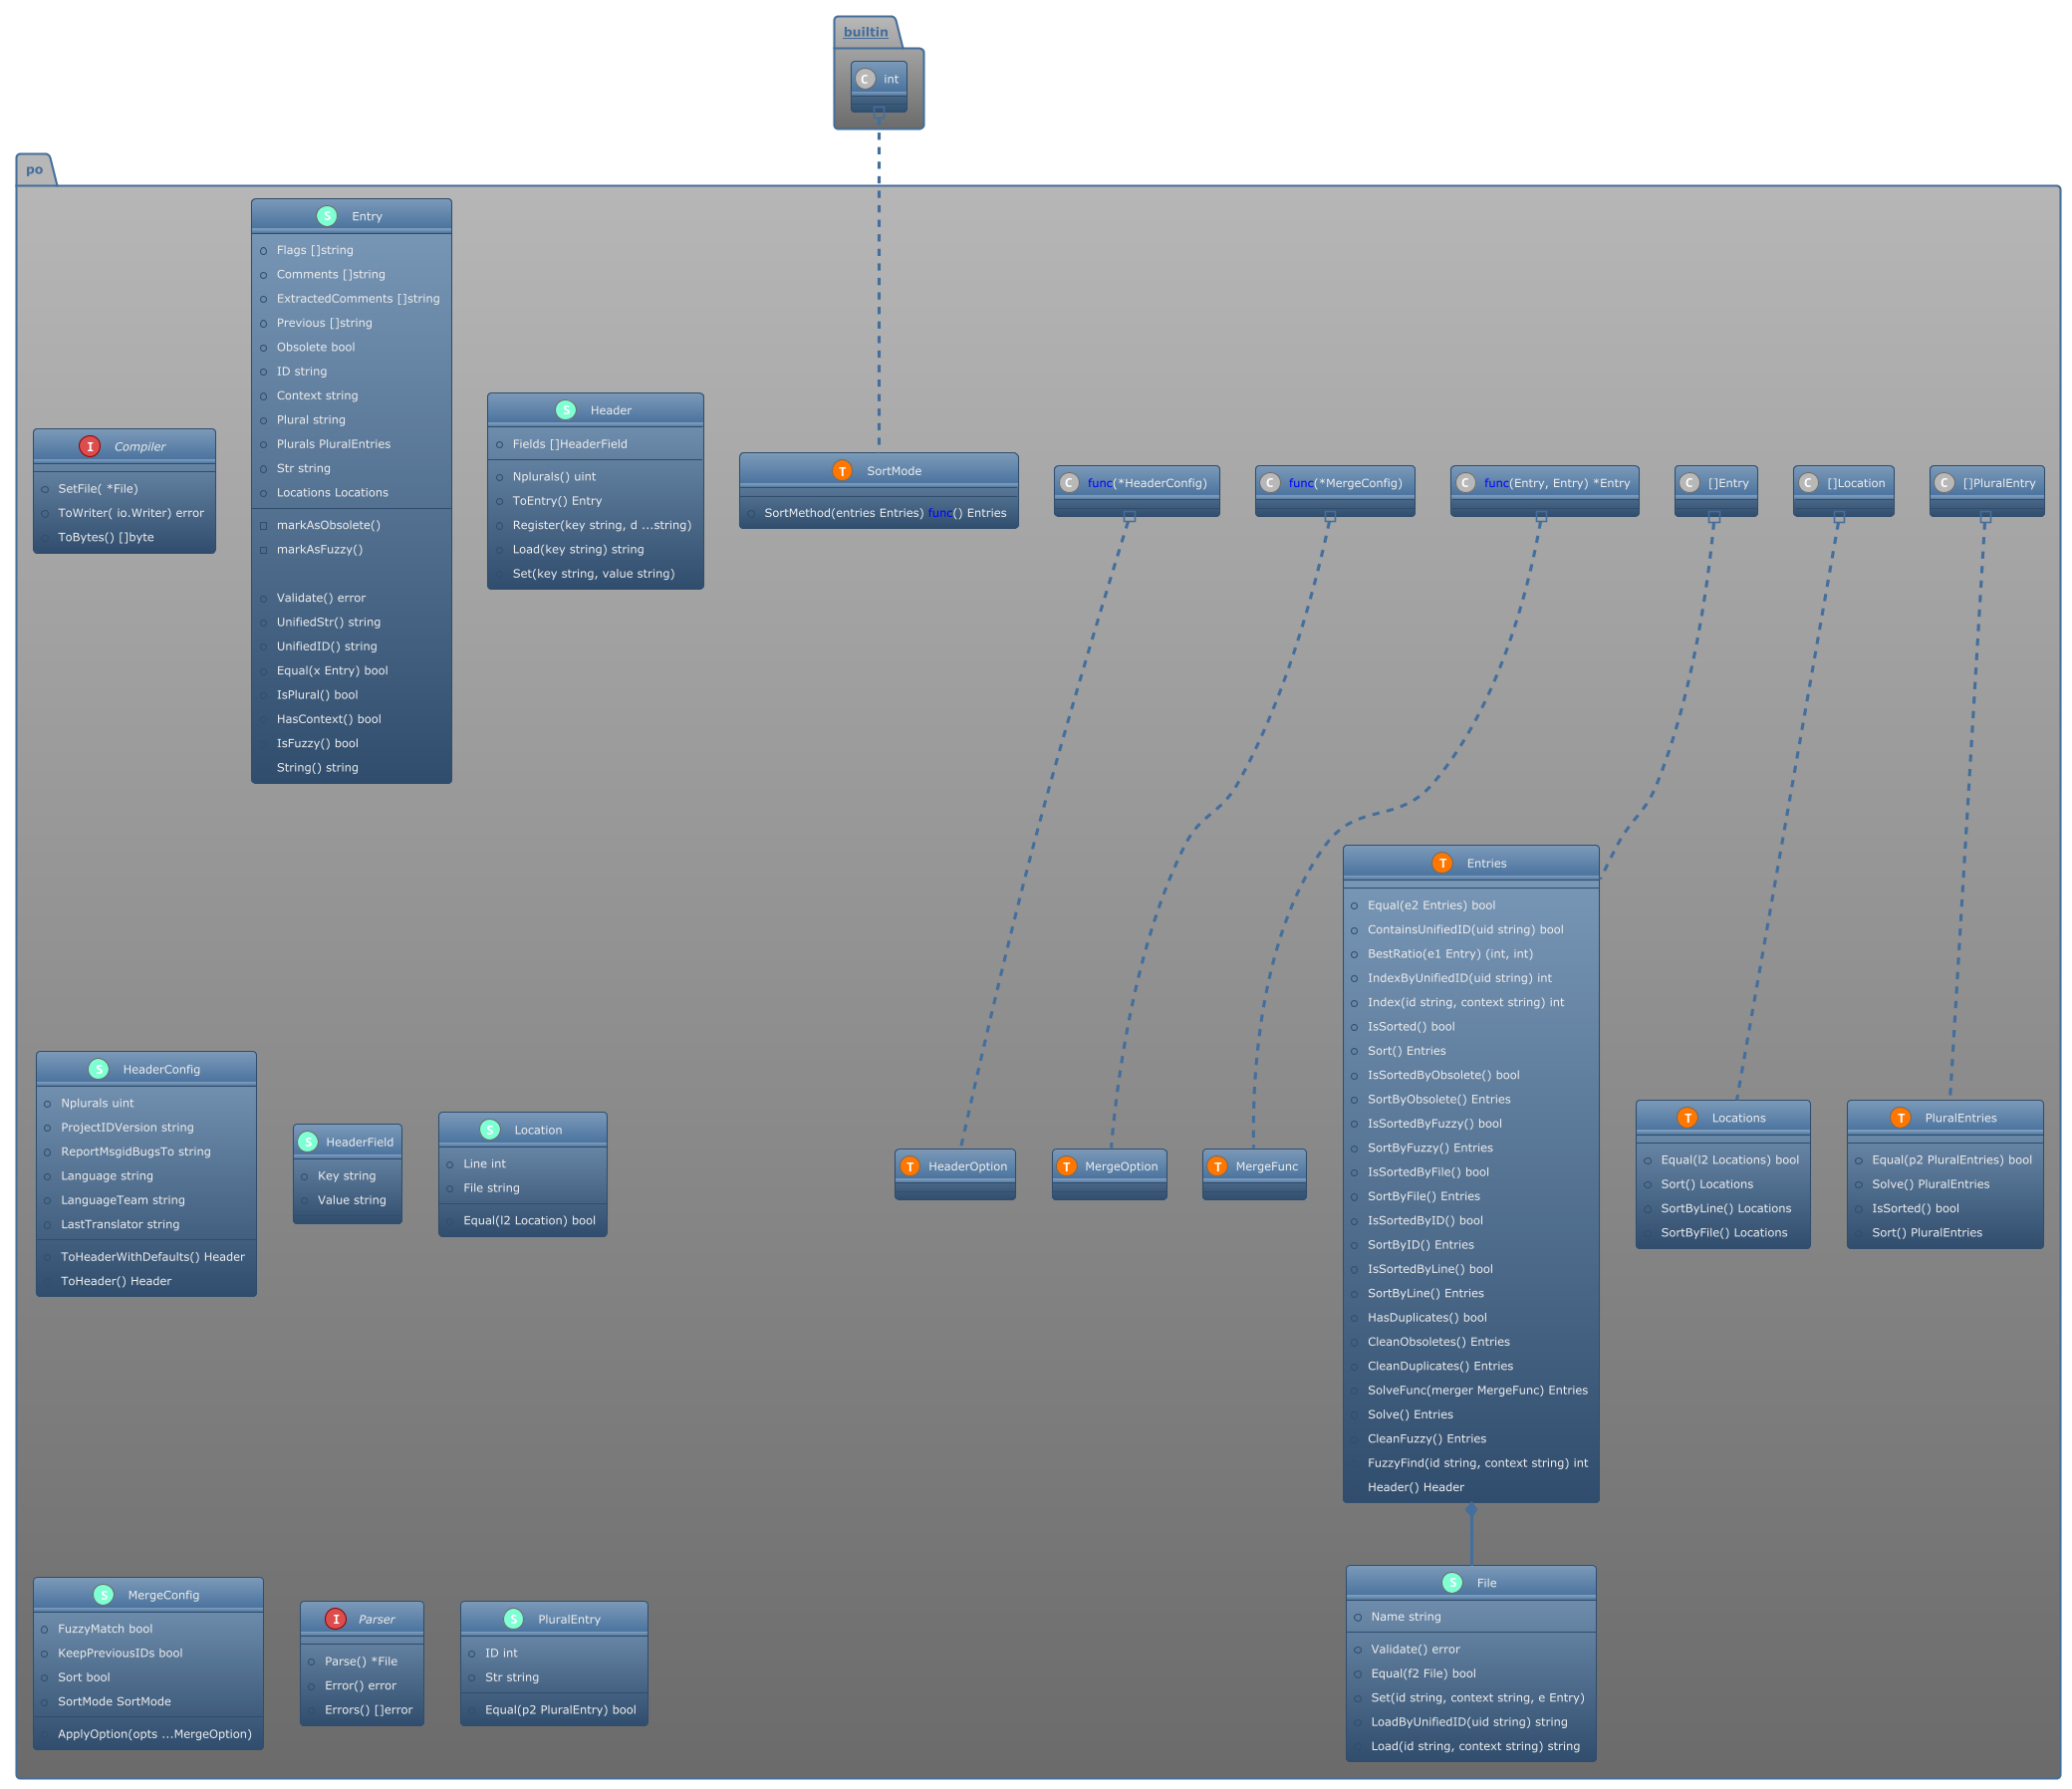 builtin
C int
po
S Entry
Flags []string
Comments []string
ExtractedComments []string
Previous []string
Obsolete bool
ID string
Context string
Plural string
Plurals PluralEntries
Str string
Locations Locations
markAsObsolete()
markAsFuzzy()
Validate() error
UnifiedStr() string
UnifiedID() string
Equal(x Entry) bool
IsPlural() bool
HasContext() bool
IsFuzzy() bool
String() string
I Compiler
SetFile( *File)
ToWriter( io.Writer) error
ToBytes() []byte
S Header
Fields []HeaderField
Nplurals() uint
ToEntry() Entry
Register(key string, d ...string)
Load(key string) string
Set(key string, value string)
T SortMode
SortMethod(entries Entries) func() Entries
C func(*HeaderConfig)
C func(*MergeConfig)
C func(Entry, Entry) *Entry
C []Entry
C []Location
C []PluralEntry
T Entries
Equal(e2 Entries) bool
ContainsUnifiedID(uid string) bool
BestRatio(e1 Entry) (int, int)
IndexByUnifiedID(uid string) int
Index(id string, context string) int
IsSorted() bool
Sort() Entries
IsSortedByObsolete() bool
SortByObsolete() Entries
IsSortedByFuzzy() bool
SortByFuzzy() Entries
IsSortedByFile() bool
SortByFile() Entries
IsSortedByID() bool
SortByID() Entries
IsSortedByLine() bool
SortByLine() Entries
HasDuplicates() bool
CleanObsoletes() Entries
CleanDuplicates() Entries
SolveFunc(merger MergeFunc) Entries
Solve() Entries
CleanFuzzy() Entries
FuzzyFind(id string, context string) int
Header() Header
S HeaderConfig
Nplurals uint
ProjectIDVersion string
ReportMsgidBugsTo string
Language string
LanguageTeam string
LastTranslator string
ToHeaderWithDefaults() Header
ToHeader() Header
S HeaderField
Key string
Value string
S Location
Line int
File string
Equal(l2 Location) bool
T HeaderOption
T MergeOption
T MergeFunc
T Locations
Equal(l2 Locations) bool
Sort() Locations
SortByLine() Locations
SortByFile() Locations
T PluralEntries
Equal(p2 PluralEntries) bool
Solve() PluralEntries
IsSorted() bool
Sort() PluralEntries
S MergeConfig
FuzzyMatch bool
KeepPreviousIDs bool
Sort bool
SortMode SortMode
ApplyOption(opts ...MergeOption)
I Parser
Parse() *File
Error() error
Errors() []error
S PluralEntry
ID int
Str string
Equal(p2 PluralEntry) bool
S File
Name string
Validate() error
Equal(f2 File) bool
Set(id string, context string, e Entry)
LoadByUnifiedID(uid string) string
Load(id string, context string) string